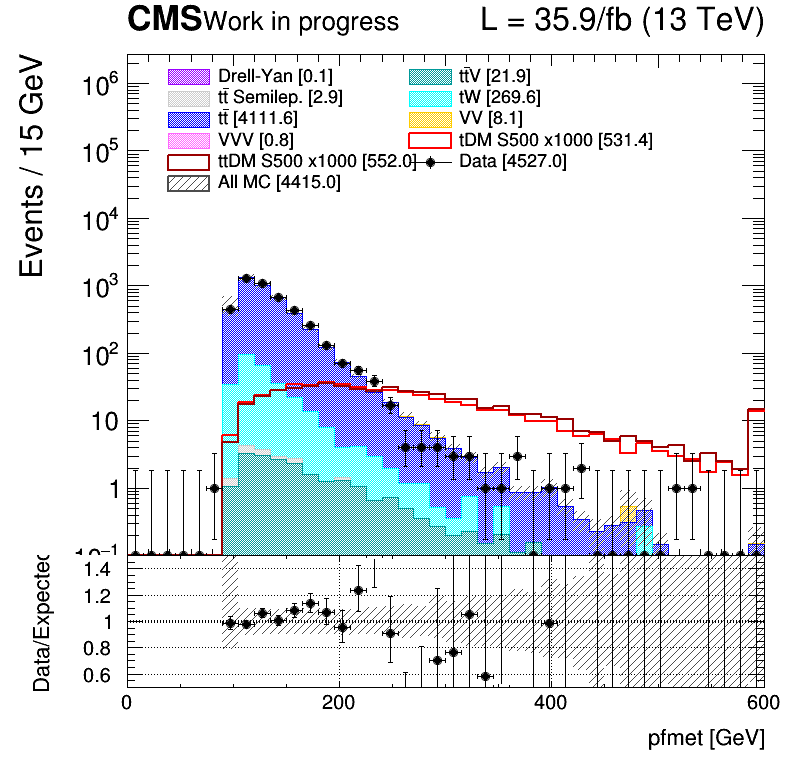 CMS Work in progress L = 35.9/fb (13 TeV)
Events / 15 GeV
Drell-Yan [0.1] tt̄V [21.9]
tt̄ Semilep. [2.9] tW [269.6]
tt̄ [4111.6] VV [8.1]
VVV [0.8] tDM S500 x1000 [531.4]
ttDM S500 x1000 [552.0] Data [4527.0]
All MC [4415.0]
10⁶
10⁵
10⁴
10³
10²
10
1
10⁻¹
Data/Expected
1.4
1.2
1
0.8
0.6
0 200 400 600
pfmet [GeV]